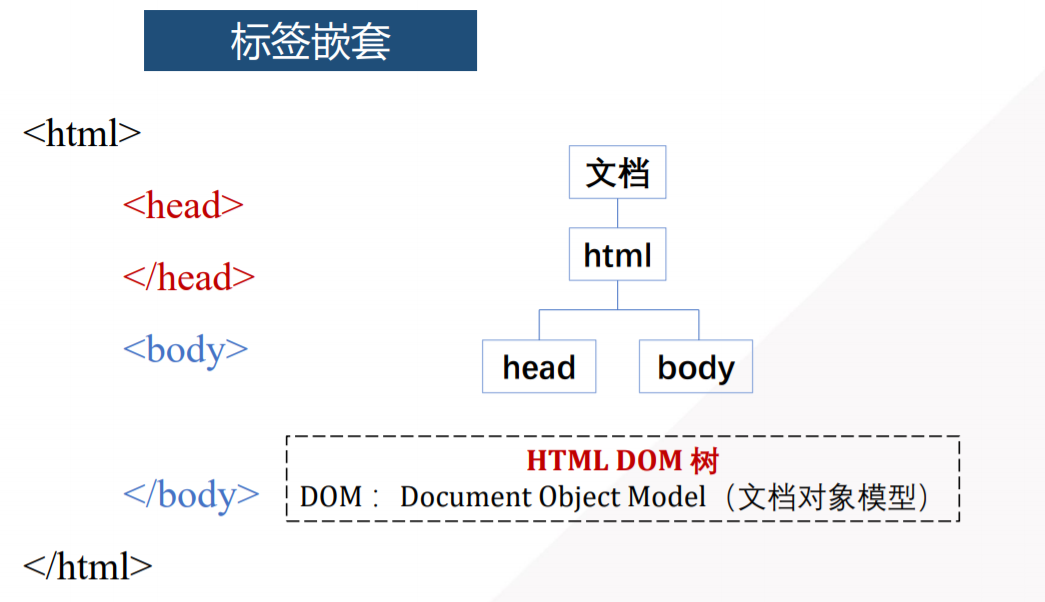 标签嵌套
<html>
<head>
</head>
<body>
</body>
</html>
文档
html
head body
HTML DOM 树
DOM： Document Object Model（文档对象模型）